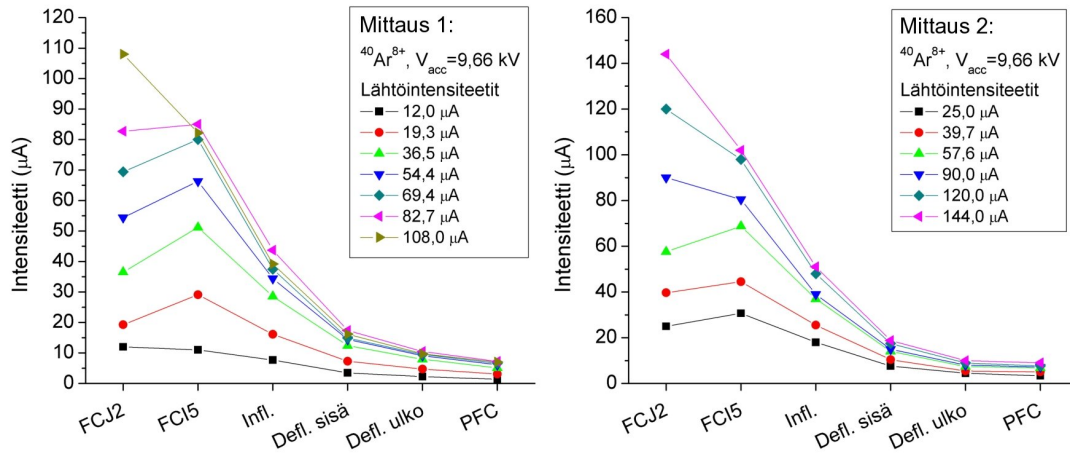 120
110
100
90
80
70
60
50
40
30
20
10
0
Intensiteetti (μA)
FCJ2
FCI5
Infl.
Defl. sisä
Defl. ulko
PFC
Mittaus 1:
⁴⁰Ar⁸⁺, V_acc=9,66 kV
Lähtöintensiteetit
12,0 μA
19,3 μA
36,5 μA
54,4 μA
69,4 μA
82,7 μA
108,0 μA
160
140
120
100
80
60
40
20
0
Intensiteetti (μA)
FCJ2
FCI5
Infl.
Defl. sisä
Defl. ulko
PFC
Mittaus 2:
⁴⁰Ar⁸⁺, V_acc=9,66 kV
Lähtöintensiteetit
25,0 μA
39,7 μA
57,6 μA
90,0 μA
120,0 μA
144,0 μA